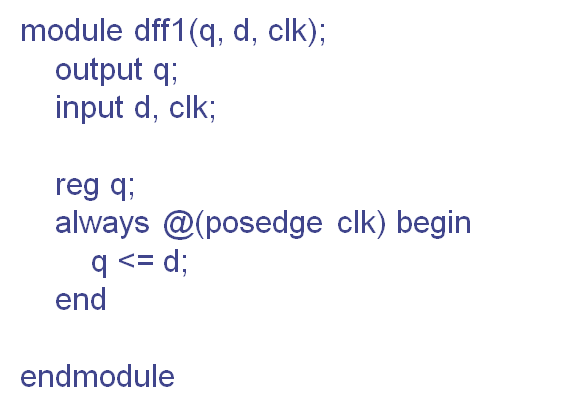 module dff1(q, d, clk);
output q;
input d, clk;
reg q;
always @(posedge clk) begin
q <= d;
end
endmodule